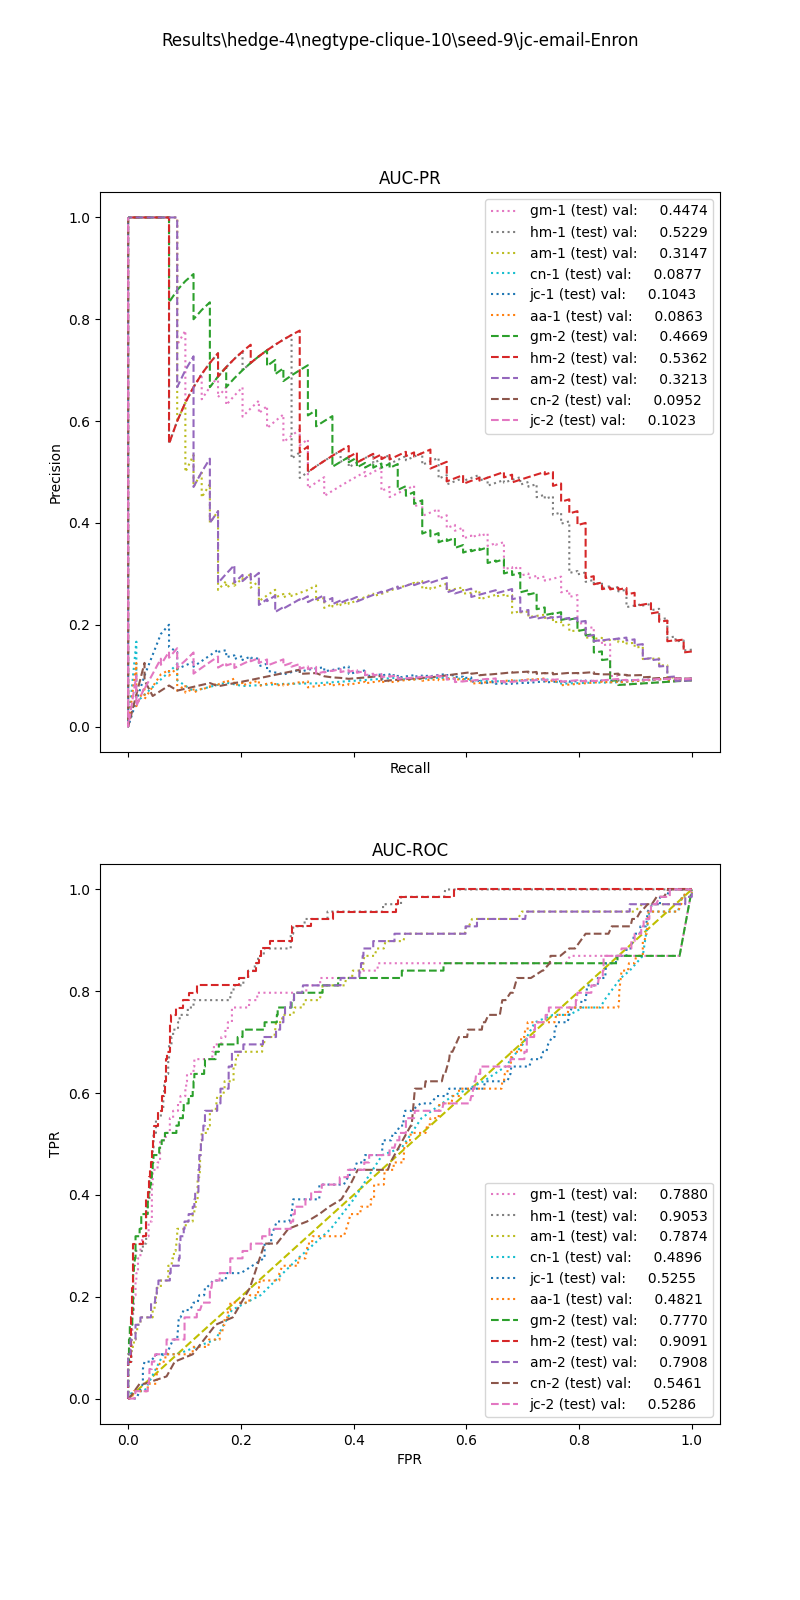 Results\hedge-4\negtype-clique-10\seed-9\jc-email-Enron
AUC-PR
gm-1 (test) val: 0.4474
hm-1 (test) val: 0.5229
am-1 (test) val: 0.3147
cn-1 (test) val: 0.0877
jc-1 (test) val: 0.1043
aa-1 (test) val: 0.0863
gm-2 (test) val: 0.4669
hm-2 (test) val: 0.5362
am-2 (test) val: 0.3213
cn-2 (test) val: 0.0952
jc-2 (test) val: 0.1023
1.0
0.8
0.6
0.4
0.2
0.0
Precision
Recall
AUC-ROC
1.0
0.8
0.6
0.4
0.2
0.0
TPR
gm-1 (test) val: 0.7880
hm-1 (test) val: 0.9053
am-1 (test) val: 0.7874
cn-1 (test) val: 0.4896
jc-1 (test) val: 0.5255
aa-1 (test) val: 0.4821
gm-2 (test) val: 0.7770
hm-2 (test) val: 0.9091
am-2 (test) val: 0.7908
cn-2 (test) val: 0.5461
jc-2 (test) val: 0.5286
0.0 0.2 0.4 0.6 0.8 1.0
FPR